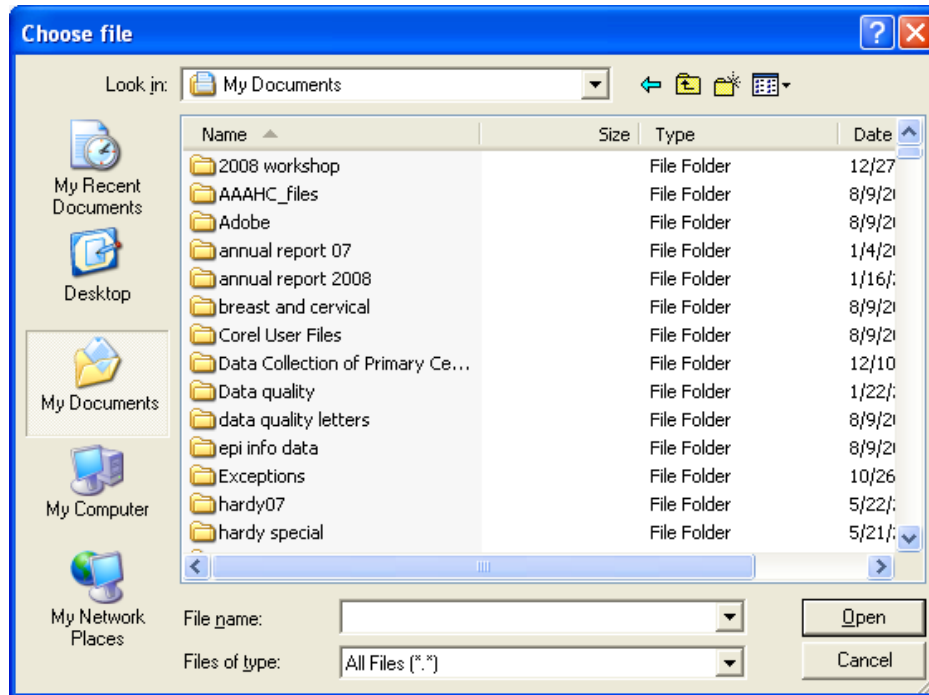 Choose file
Look in: My Documents
My Recent Documents
Desktop
My Documents
My Computer
My Network Places
Name Size Type Date
2008 workshop File Folder 12/27
AAAHC_files File Folder 8/9/2
Adobe File Folder 8/9/2
annual report 07 File Folder 1/4/2
annual report 2008 File Folder 1/16/
breast and cervical File Folder 8/9/2
Corel User Files File Folder 8/9/2
Data Collection of Primary Ce... File Folder 12/10
Data quality File Folder 1/22/
data quality letters File Folder 8/9/2
epi info data File Folder 8/9/2
Exceptions File Folder 10/26
hardy07 File Folder 5/22/
hardy special File Folder 5/21/
File name: Open
Files of type: All Files (*.*) Cancel